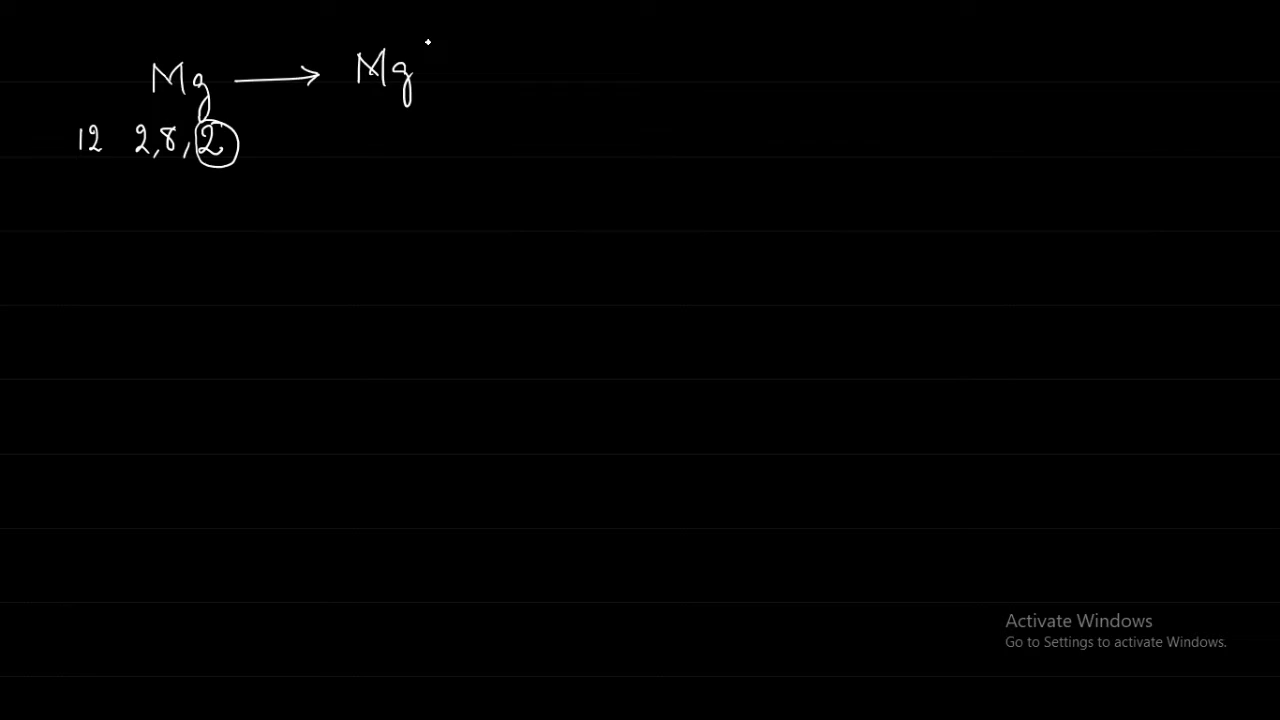 Mg ⟶ Mg
12 2,8,2
Activate Windows
Go to Settings to activate Windows.